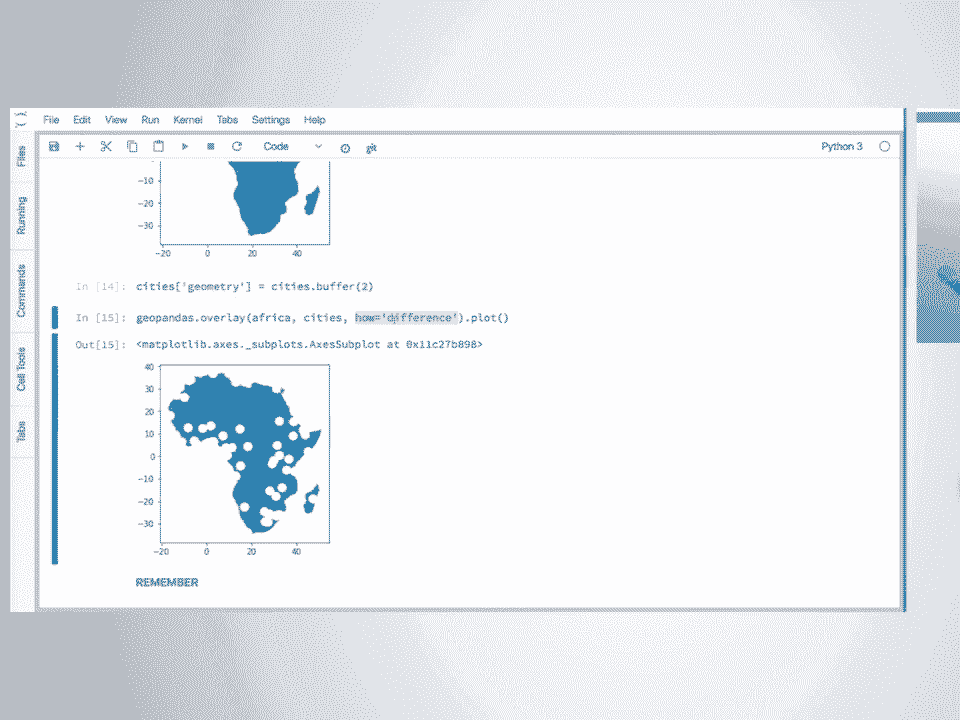 File Edit View Run Kernel Tabs Settings Help
Code Python 3
git
Files
Running
Commands
Cell Tools
Tabs
-10
-20
-30
-20 0 20 40
In [14]: cities['geometry'] = cities.buffer(2)
In [15]: geopandas.overlay(africa, cities, how='difference').plot()
Out[15]: <matplotlib.axes._subplots.AxesSubplot at 0x11c27b898>
40
30
20
10
0
-10
-20
-30
-20 0 20 40
REMEMBER